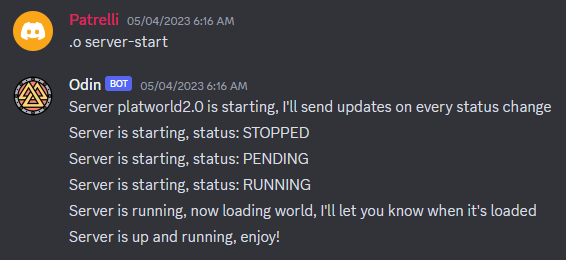 Patrelli 05/04/2023 6:16 AM
.o server-start
Odin BOT 05/04/2023 6:16 AM
Server platworld2.0 is starting, I'll send updates on every status change
Server is starting, status: STOPPED
Server is starting, status: PENDING
Server is starting, status: RUNNING
Server is running, now loading world, I'll let you know when it's loaded
Server is up and running, enjoy!